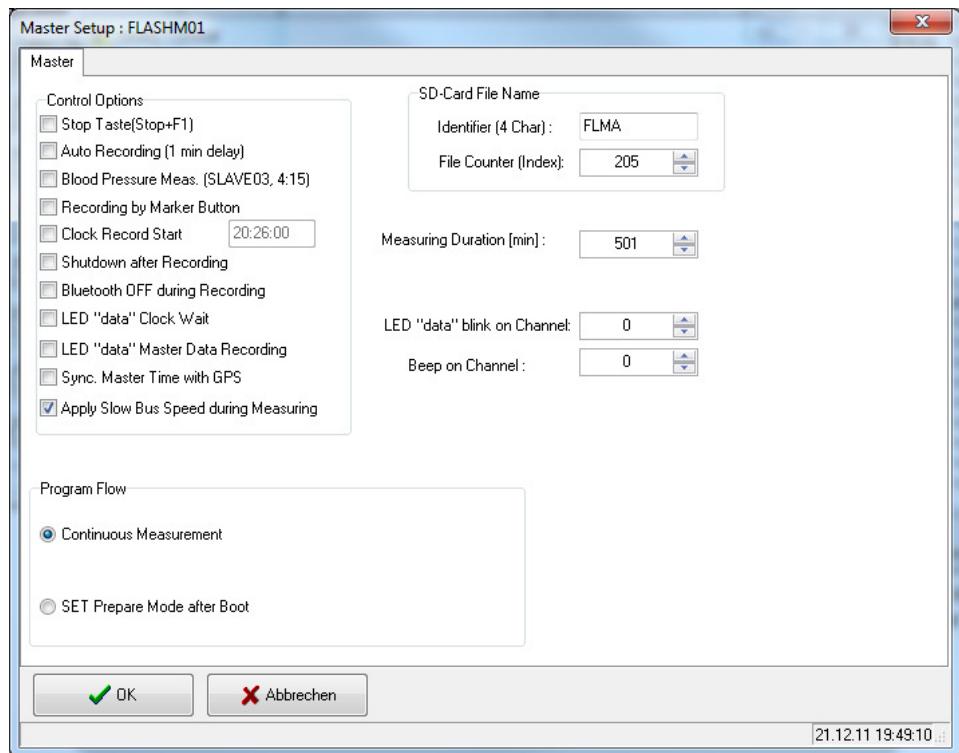 Master Setup : FLASHM01
Master
Control Options
Stop Taste(Stop+F1)
Auto Recording (1 min delay)
Blood Pressure Meas. (SLAVE03, 4:15)
Recording by Marker Button
Clock Record Start 20:26:00
Shutdown after Recording
Bluetooth OFF during Recording
LED "data" Clock Wait
LED "data" Master Data Recording
Sync. Master Time with GPS
Apply Slow Bus Speed during Measuring
SD-Card File Name
Identifier (4 Char) : FLMA
File Counter (Index): 205
Measuring Duration [min] : 501
LED "data" blink on Channel: 0
Beep on Channel : 0
Program Flow
Continuous Measurement
SET Prepare Mode after Boot
OK Abbrechen
21.12.11 19:49:10